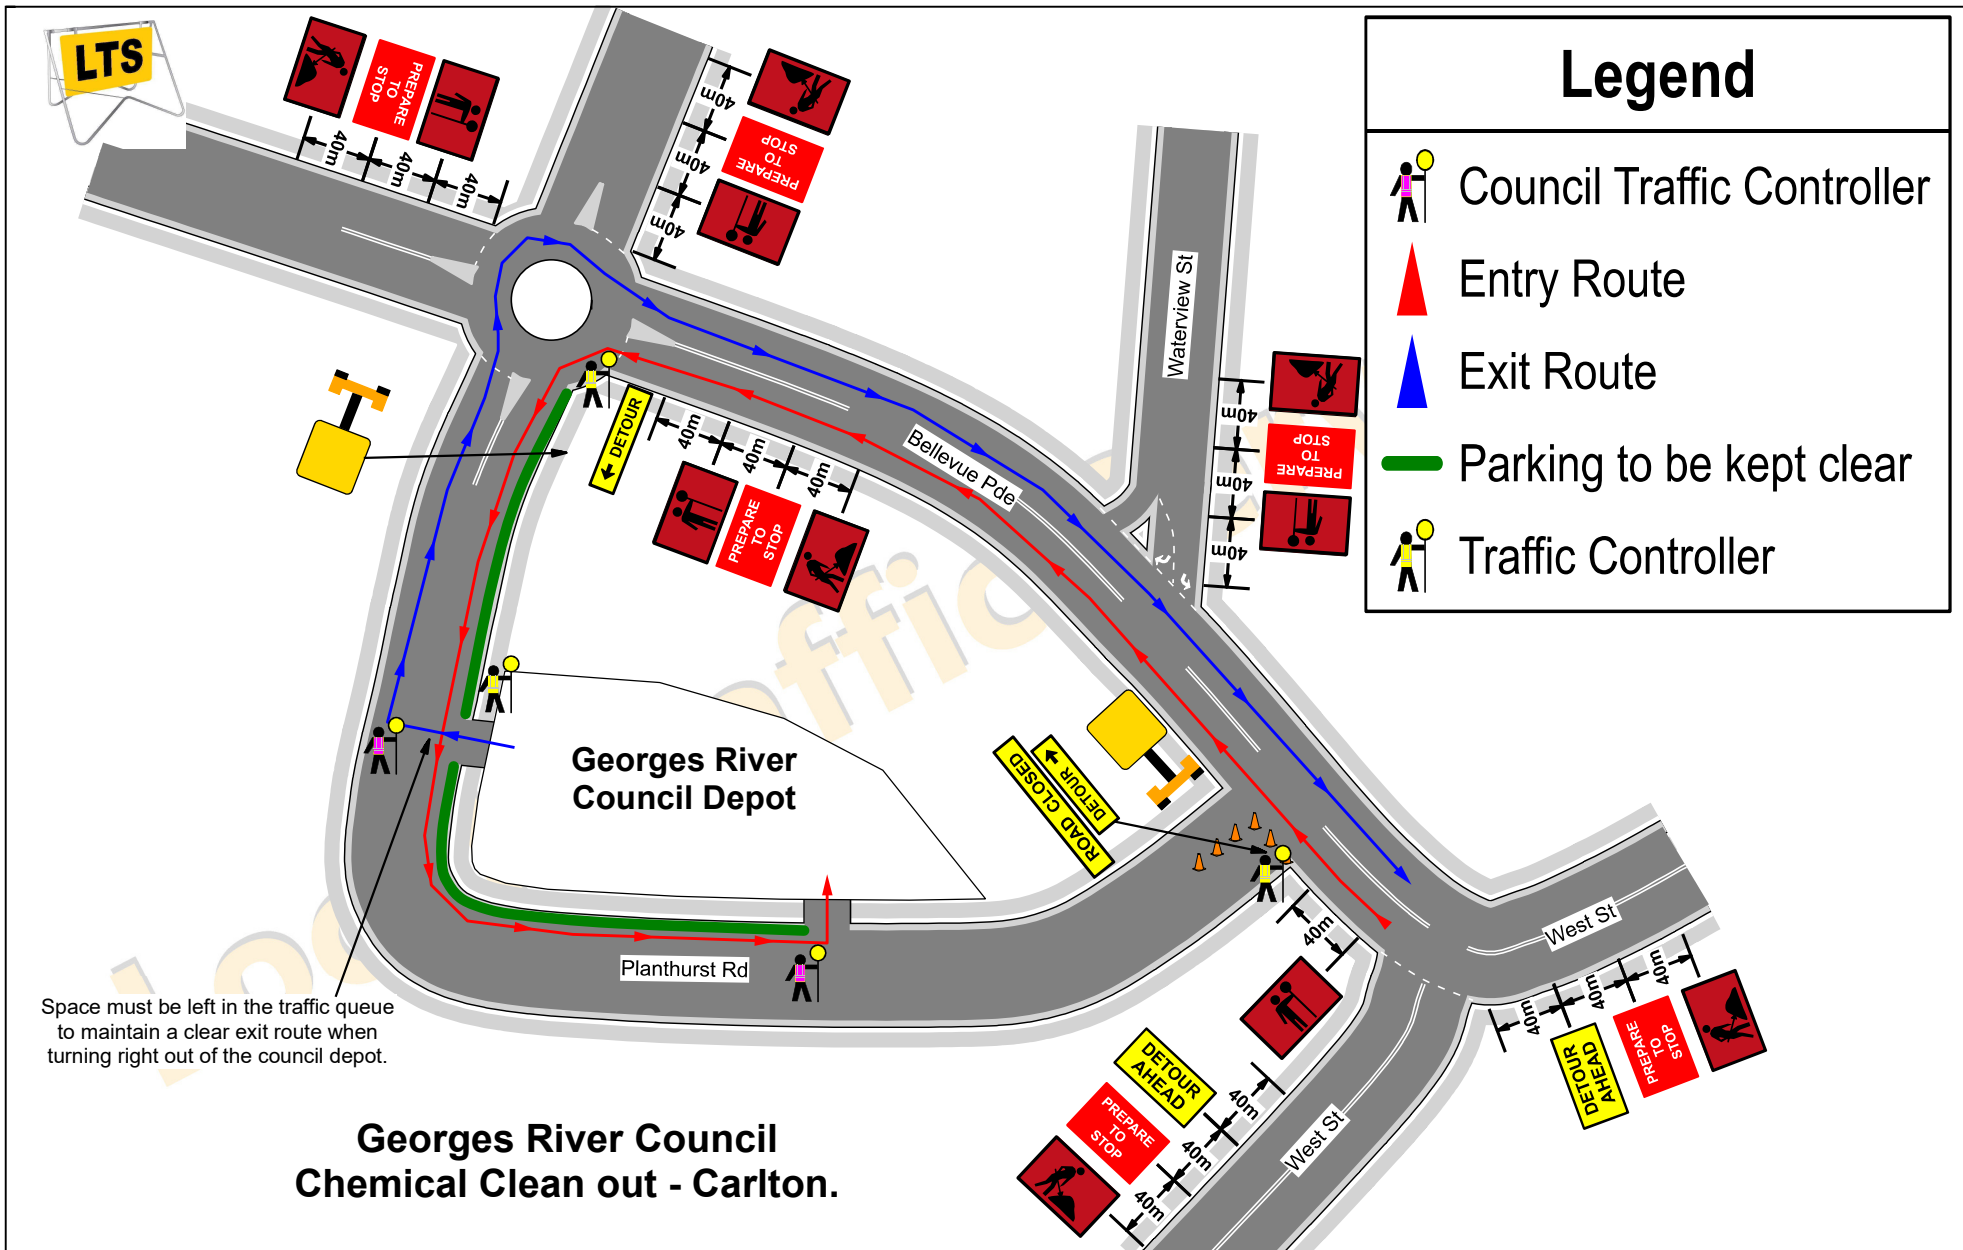 LTS
PREPARE
TO
STOP
40m
40m
40m
40m
40m
40m
PREPARE
TO
STOP
Legend
Council Traffic Controller
Entry Route
Exit Route
Parking to be kept clear
Traffic Controller
Waterview St
40m
40m
40m
PREPARE
TO
STOP
DETOUR
40m
40m
40m
PREPARE
TO
STOP
Bellevue Pde
Georges River
Council Depot
ROAD CLOSED
DETOUR
Planthurst Rd
Space must be left in the traffic queue
to maintain a clear exit route when
turning right out of the council depot.
40m
West St
40m
40m
40m
DETOUR
AHEAD
PREPARE
TO
STOP
DETOUR
AHEAD
PREPARE
TO
STOP
40m
40m
40m
West St
Georges River Council
Chemical Clean out - Carlton.